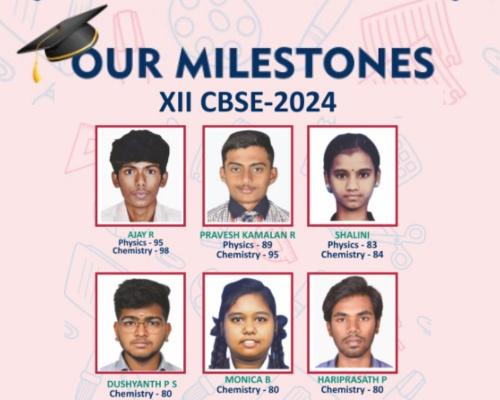 OUR MILESTONES
XII CBSE-2024
AJAY R
Physics - 95
Chemistry - 98
PRAVESH KAMALAN R
Physics - 89
Chemistry - 95
SHALINI
Physics - 83
Chemistry - 84
DUSHYANTH P S
Chemistry - 80
MONICA B
Chemistry - 80
HARIPRASATH P
Chemistry - 80